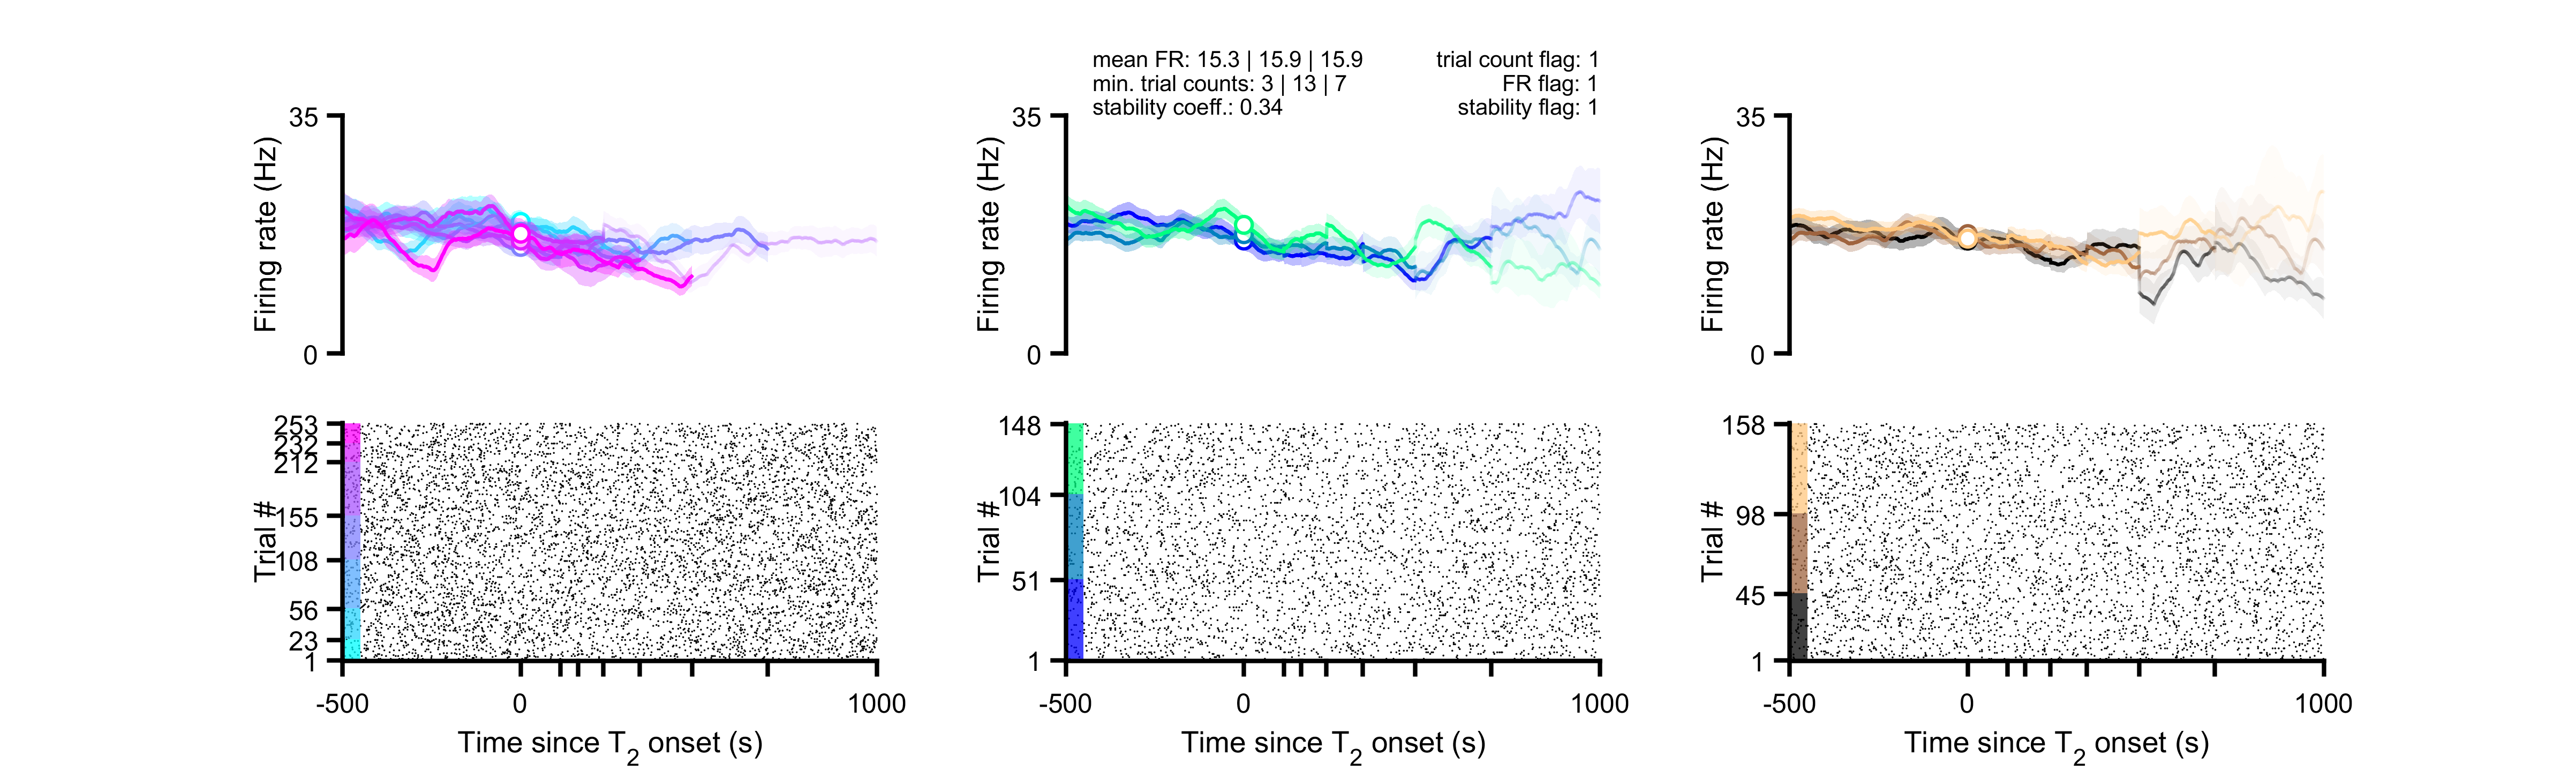 mean FR: 15.3 | 15.9 | 15.9
trial count flag: 1
min. trial counts: 3 | 13 | 7
FR flag: 1
stability coeff.: 0.34
stability flag: 1
35
Firing rate (Hz)
0
35
Firing rate (Hz)
0
35
Firing rate (Hz)
0
253
232
212
155
108
56
23
1
Trial #
148
104
51
1
Trial #
158
98
45
1
Trial #
-500
0
1000
-500
0
1000
-500
0
1000
Time since T2 onset (s)
Time since T2 onset (s)
Time since T2 onset (s)